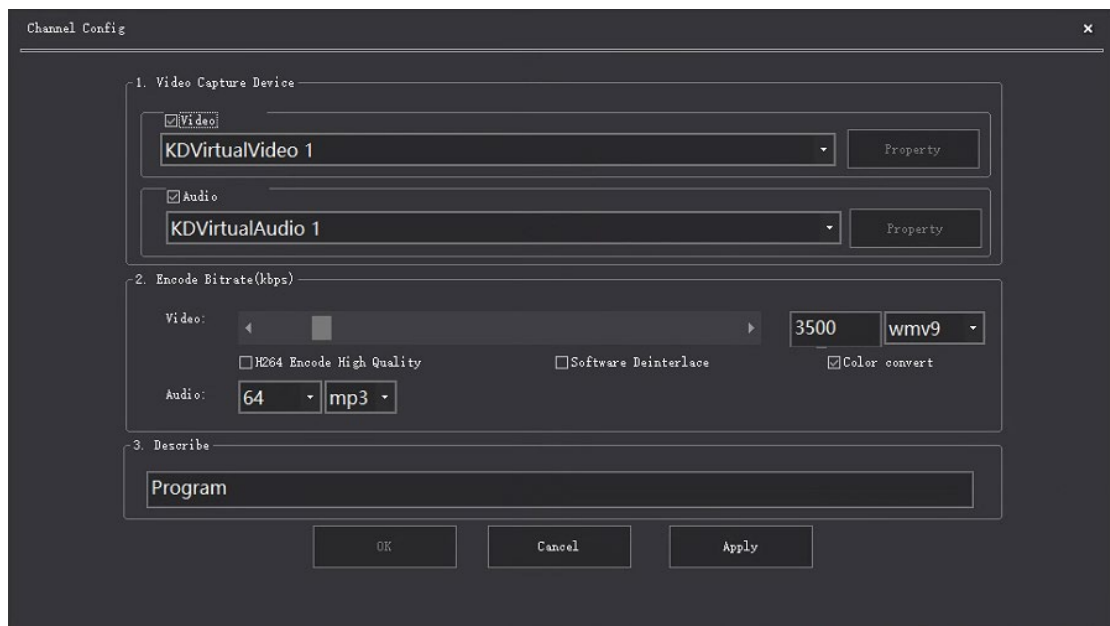 Channel Config
1. Video Capture Device
Video
KDVirtualVideo 1
Property
Audio
KDVirtualAudio 1
Property
2. Encode Bitrate(kbps)
Video:
3500
wmv9
H264 Encode High Quality
Software Deinterlace
Color convert
Audio:
64
mp3
3. Describe
Program
OK
Cancel
Apply